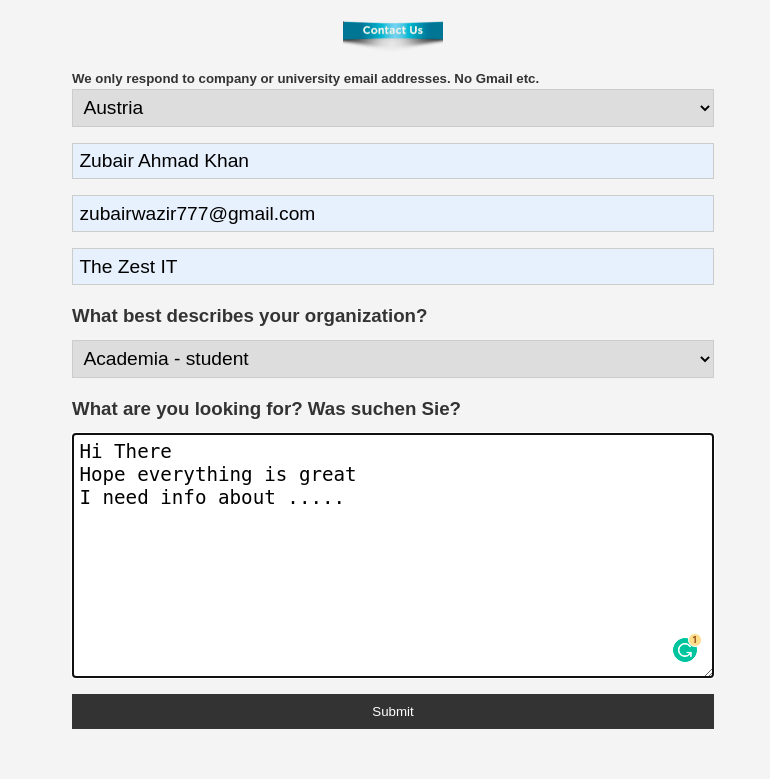 Contact Us
We only respond to company or university email addresses. No Gmail etc.
Austria
Zubair Ahmad Khan
zubairwazir777@gmail.com
The Zest IT
What best describes your organization?
Academia - student
What are you looking for? Was suchen Sie?
Hi There
Hope everything is great
I need info about .....
1
Submit